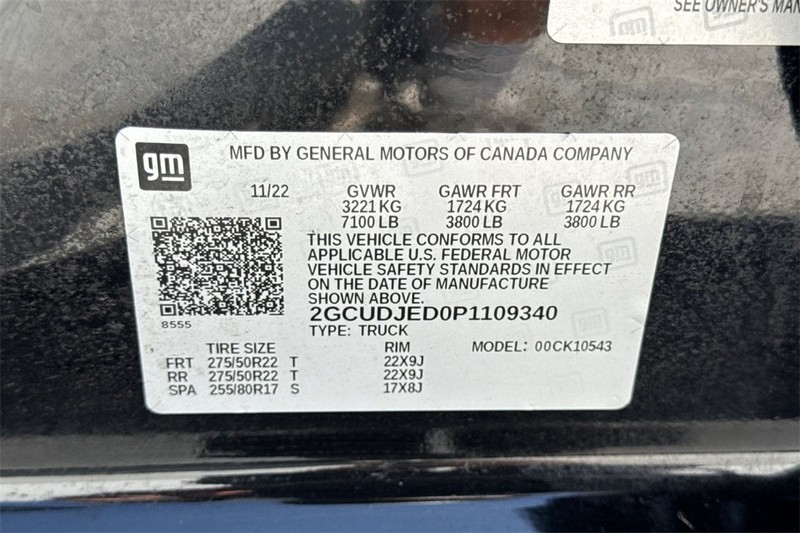 SEE OWNER'S MAN
gm
MFD BY GENERAL MOTORS OF CANADA COMPANY
11/22 GVWR GAWR FRT GAWR RR
3221 KG 1724 KG 1724 KG
7100 LB 3800 LB 3800 LB
THIS VEHICLE CONFORMS TO ALL
APPLICABLE U.S. FEDERAL MOTOR
VEHICLE SAFETY STANDARDS IN EFFECT
ON THE DATE OF MANUFACTURE
SHOWN ABOVE.
8555
2GCUDJED0P1109340
TYPE: TRUCK
TIRE SIZE RIM MODEL: 00CK10543
FRT 275/50R22 T 22X9J
RR 275/50R22 T 22X9J
SPA 255/80R17 S 17X8J